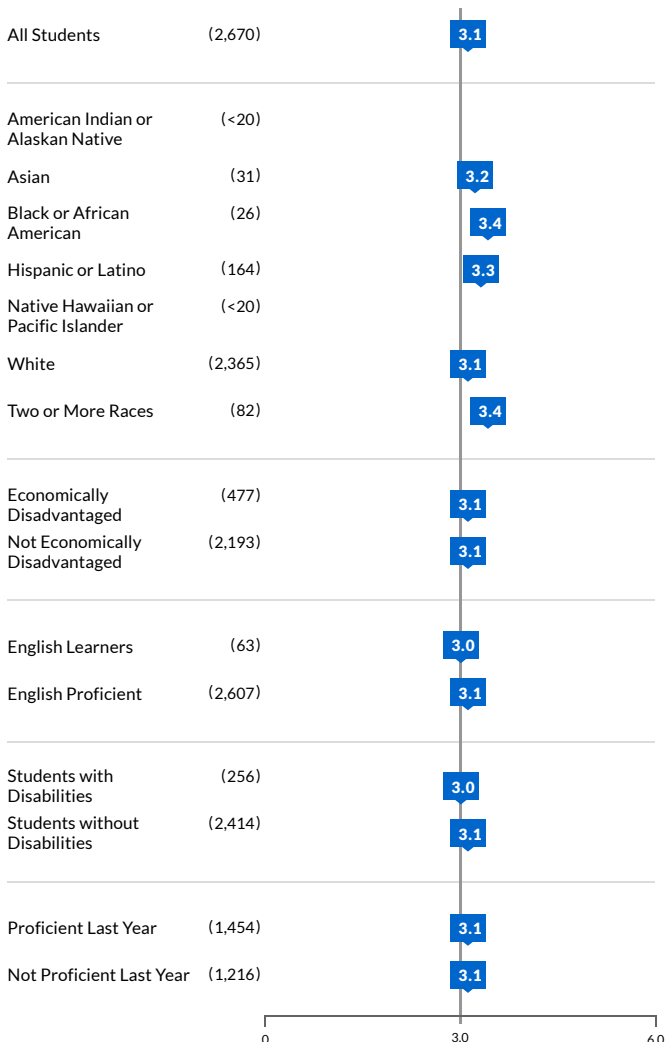 All Students (2,670) 3.1
American Indian or (<20)
Alaskan Native
Asian (31) 3.2
Black or African (26) 3.4
American
Hispanic or Latino (164) 3.3
Native Hawaiian or (<20)
Pacific Islander
White (2,365) 3.1
Two or More Races (82) 3.4
Economically (477) 3.1
Disadvantaged
Not Economically (2,193) 3.1
Disadvantaged
English Learners (63) 3.0
English Proficient (2,607) 3.1
Students with (256) 3.0
Disabilities
Students without (2,414) 3.1
Disabilities
Proficient Last Year (1,454) 3.1
Not Proficient Last Year (1,216) 3.1
0 3.0 6.0